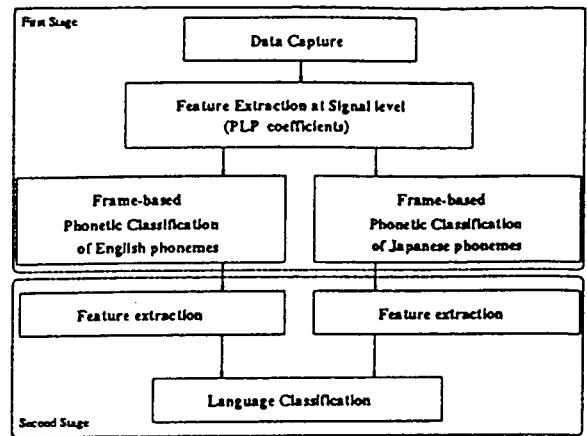 First Stage
Data Capture
Feature Extraction at Signal level
(PLP coefficients)
Frame-based
Phonetic Classification
of English phonemes
Frame-based
Phonetic Classification
of Japanese phonemes
Feature extraction
Feature extraction
Language Classification
Second Stage